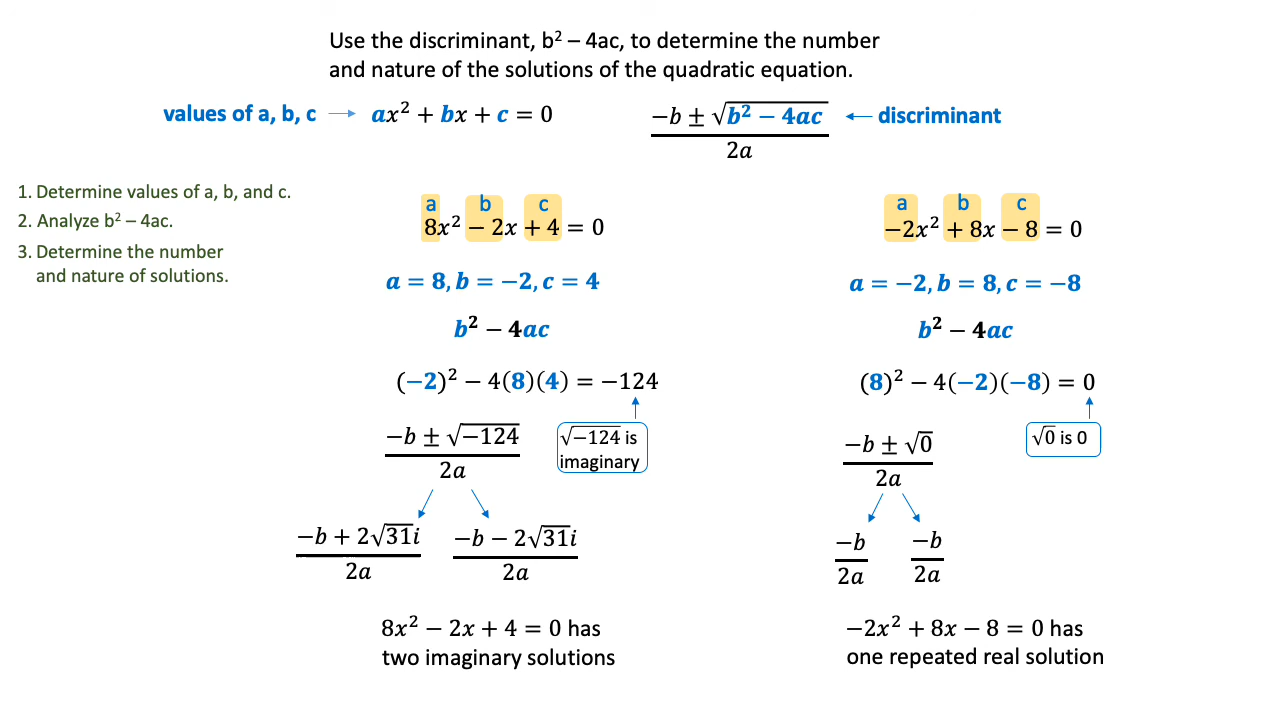 Use the discriminant, b² – 4ac, to determine the number
and nature of the solutions of the quadratic equation.
values of a, b, c → ax² + bx + c = 0
−b ± √(b² − 4ac) / 2a ← discriminant
1. Determine values of a, b, and c.
2. Analyze b² – 4ac.
3. Determine the number
and nature of solutions.
a b c
8x² − 2x + 4 = 0
a = 8, b = −2, c = 4
b² − 4ac
(−2)² − 4(8)(4) = −124
−b ± √−124 / 2a
√−124 is
imaginary
−b + 2√31i / 2a
−b − 2√31i / 2a
8x² − 2x + 4 = 0 has
two imaginary solutions
a b c
−2x² + 8x − 8 = 0
a = −2, b = 8, c = −8
b² − 4ac
(8)² − 4(−2)(−8) = 0
−b ± √0 / 2a
√0 is 0
−b / 2a
−b / 2a
−2x² + 8x − 8 = 0 has
one repeated real solution